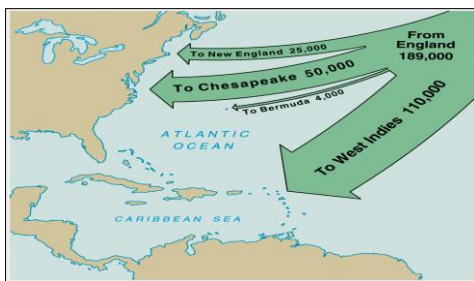 From
England
189,000
To New England 25,000
To Chesapeake 50,000
To Bermuda 4,000
To West Indies 110,000
ATLANTIC
OCEAN
CARIBBEAN SEA